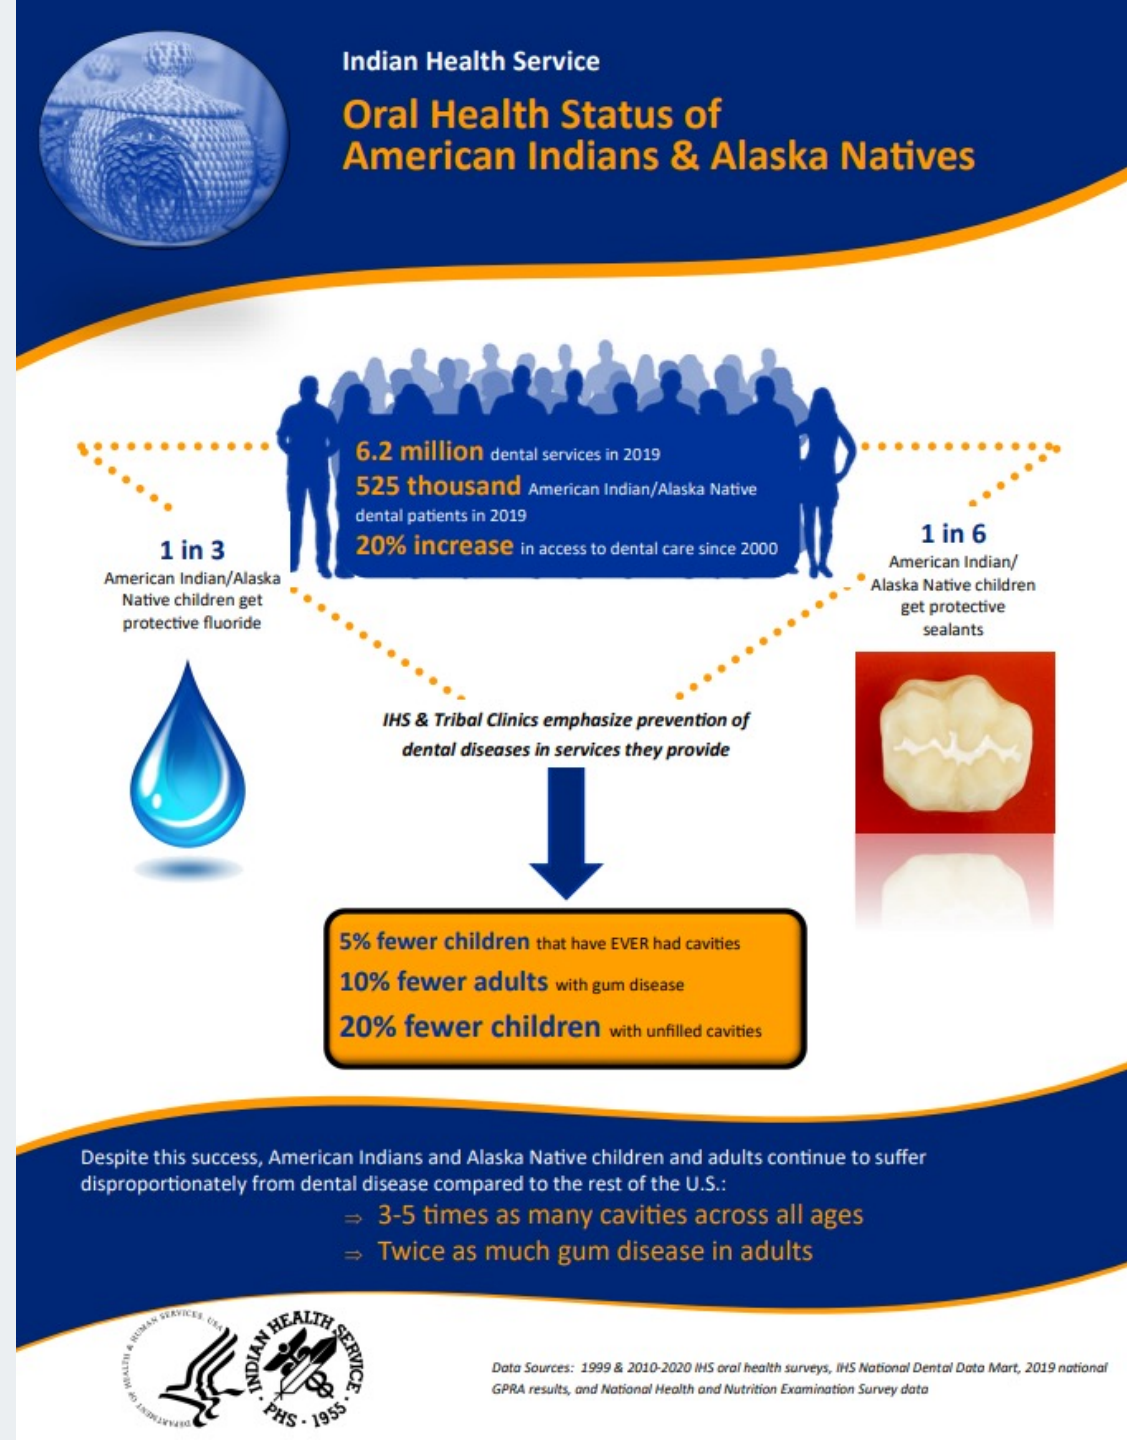 Indian Health Service
Oral Health Status of
American Indians & Alaska Natives
6.2 million dental services in 2019
525 thousand American Indian/Alaska Native
dental patients in 2019
20% increase in access to dental care since 2000
1 in 3
American Indian/Alaska
Native children get
protective fluoride
1 in 6
American Indian/
Alaska Native children
get protective
sealants
IHS & Tribal Clinics emphasize prevention of
dental diseases in services they provide
5% fewer children that have EVER had cavities
10% fewer adults with gum disease
20% fewer children with unfilled cavities
Despite this success, American Indians and Alaska Native children and adults continue to suffer
disproportionately from dental disease compared to the rest of the U.S.:
⇒ 3-5 times as many cavities across all ages
⇒ Twice as much gum disease in adults
DEPARTMENT OF HEALTH & HUMAN SERVICES. USA
INDIAN HEALTH SERVICE
· PHS · 1955 ·
Data Sources: 1999 & 2010-2020 IHS oral health surveys, IHS National Dental Data Mart, 2019 national
GPRA results, and National Health and Nutrition Examination Survey data